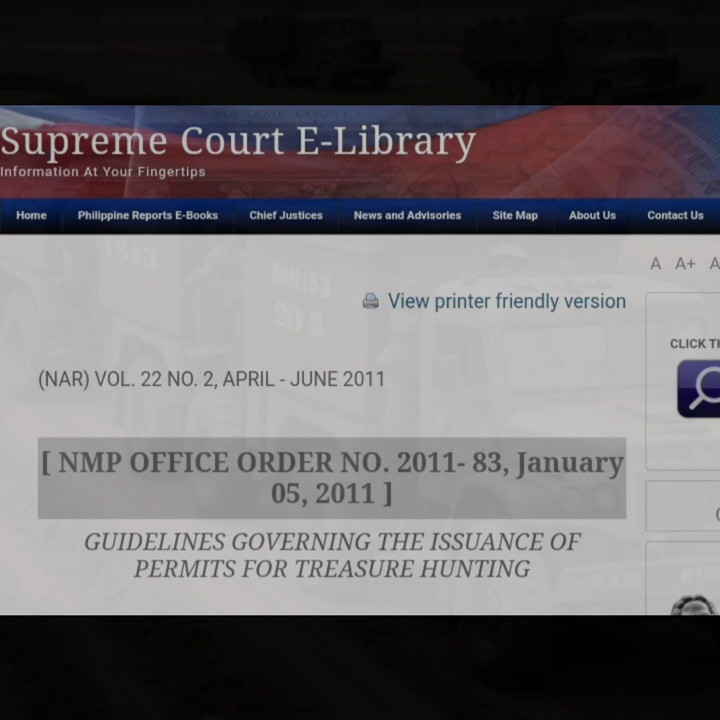 Supreme Court E-Library
Information At Your Fingertips
Home Philippine Reports E-Books Chief Justices News and Advisories Site Map About Us Contact Us
A A+ A
View printer friendly version
CLICK TH
(NAR) VOL. 22 NO. 2, APRIL - JUNE 2011
[ NMP OFFICE ORDER NO. 2011- 83, January
05, 2011 ]
GUIDELINES GOVERNING THE ISSUANCE OF
PERMITS FOR TREASURE HUNTING